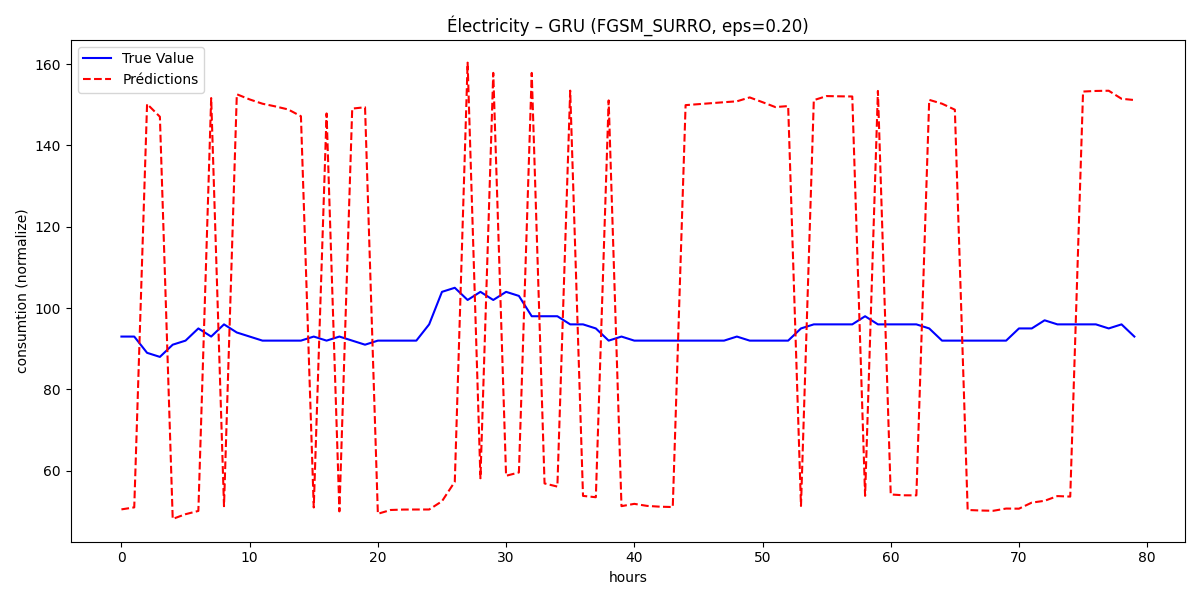 Électricity – GRU (FGSM_SURRO, eps=0.20)
True Value
Prédictions
consumtion (normalize)
160
140
120
100
80
60
0 10 20 30 40 50 60 70 80
hours